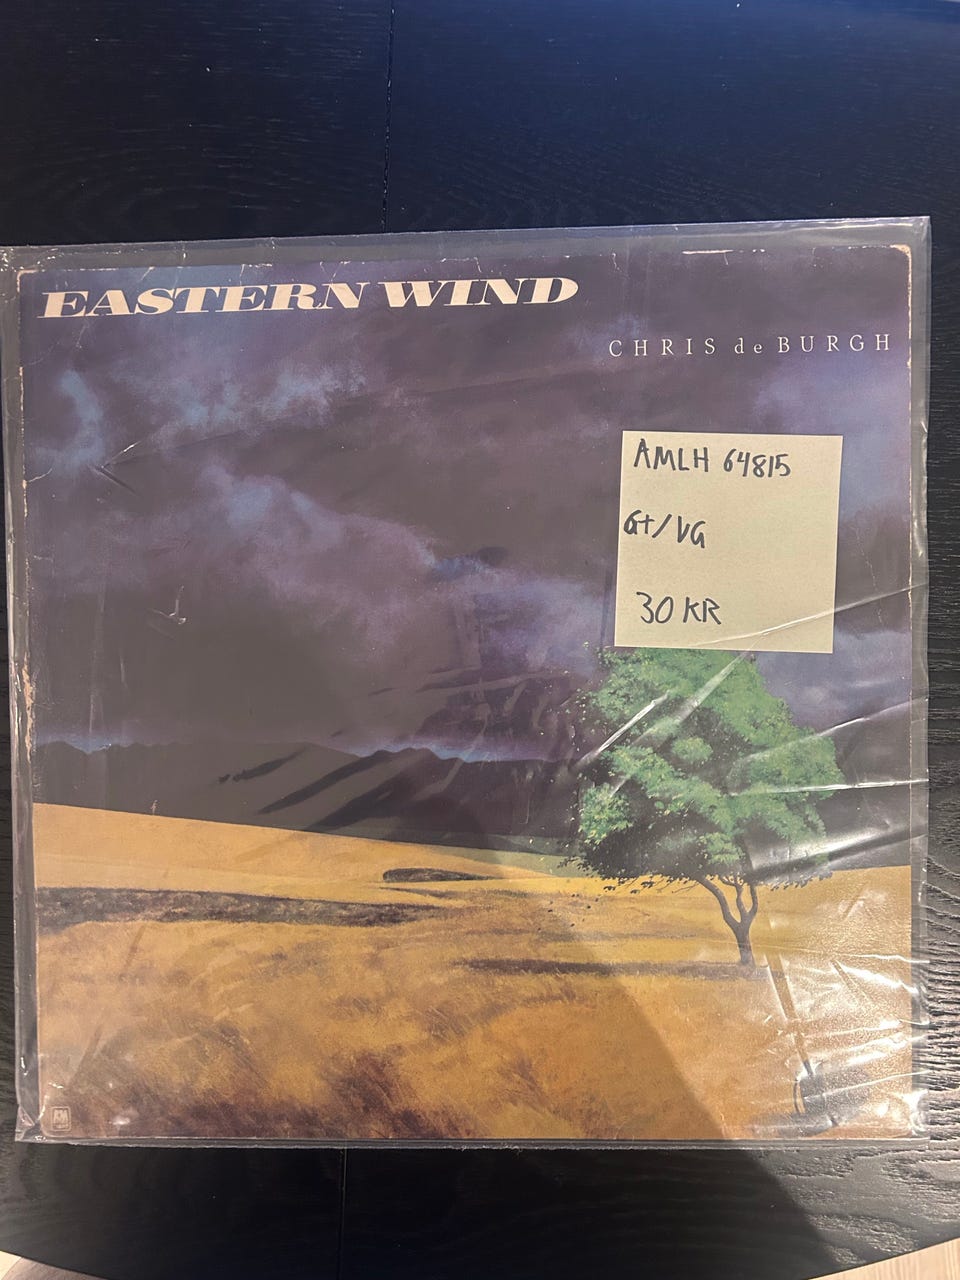 EASTERN WIND
CHRIS de BURGH
AMLH 64815
G+/VG
30 KR
A&M